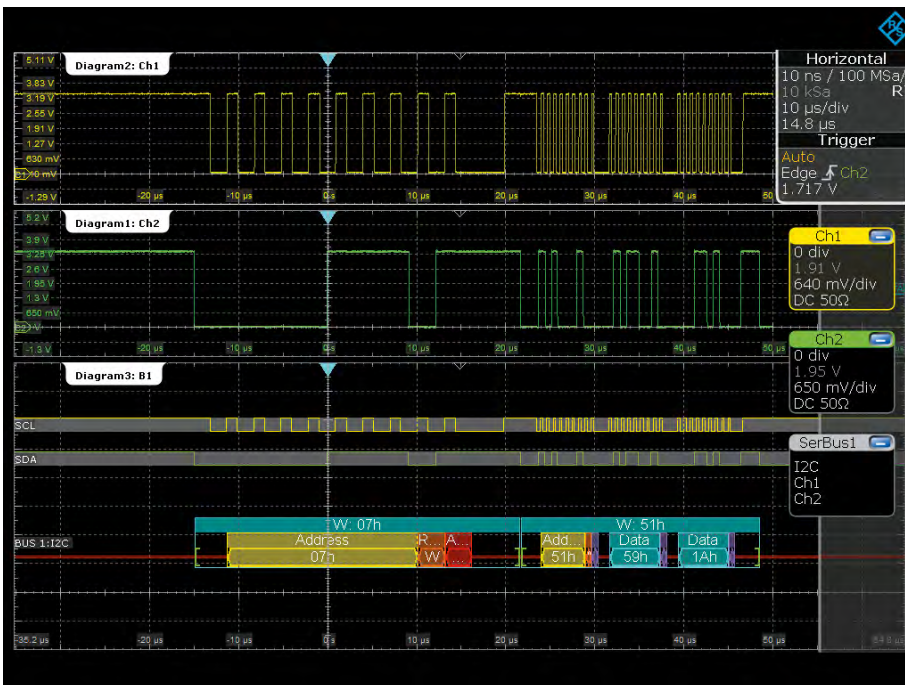 R&S
Horizontal
10 ns / 100 MSa/
10 kSa R
10 µs/div
14.8 µs
Trigger
Auto
Edge Ch2
1.717 V
Diagram2: Ch1
5.11 V
3.83 V
3.19 V
2.55 V
1.91 V
1.27 V
630 mV
-1.29 V
-20 µs -10 µs 0 s 10 µs 20 µs 30 µs 40 µs 50
Diagram1: Ch2
5.2 V
3.9 V
3.25 V
2.6 V
1.95 V
1.3 V
650 mV
-1.3 V
-20 µs -10 µs 0 s 10 µs 20 µs 30 µs 40 µs 50 µs
Ch1
0 div
1.91 V
640 mV/div
DC 50Ω
Ch2
0 div
1.95 V
650 mV/div
DC 50Ω
Diagram3: B1
SCL
SDA
SerBus1
I2C
Ch1
Ch2
W: 07h W: 51h
BUS 1:I2C
Address R... A... Add... Data Data
07h W ... 51h 59h 1Ah
-35.2 µs -20 µs -10 µs 0 s 10 µs 20 µs 30 µs 40 µs 50 µs